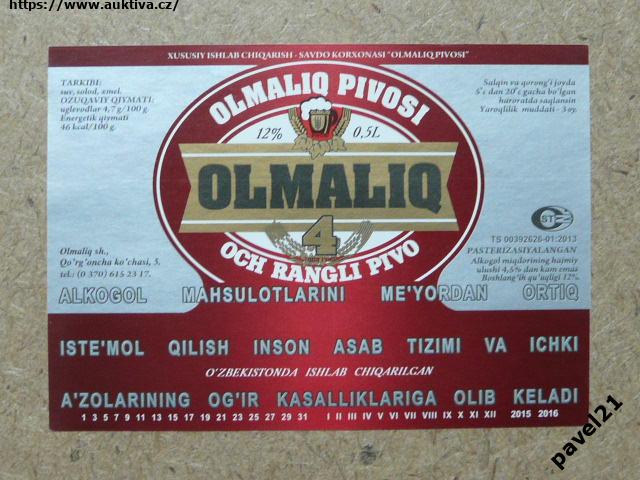 https://www.auktiva.cz/
XUSUSIY ISHLAB CHIQARISH - SAVDO KORXONASI "OLMALIQ PIVOSI"
TARKIBI:
suv, solod, xmel.
OZUQAVIY QIYMATI:
uglevodlar 4,7 g/100 g.
Energetik qiymati
46 kcal/100 g.
OLMALIQ PIVOSI
12% 0,5L
OLMALIQ
4
OCH RANGLI PIVO
Salqin va qorong'i joyda
5°c dan 20°c gacha bo'lgan
haroratda saqlansin
Yaroqlilik muddati - 3oy.
ST
TS 00392626-01:2013
PASTERIZASIYALANGAN
Alkogol miqdorining hajmiy
ulushi 4,5% dan kam emas
Boshlang'ih qu'uqligi 12%
Olmaliq sh.,
Qo'rg'oncha ko'chasi, 5.
tel.: (0 370) 615 23 17.
ALKOGOL MAHSULOTLARINI ME'YORDAN ORTIQ
ISTE'MOL QILISH INSON ASAB TIZIMI VA ICHKI
O'ZBEKISTONDA ISHLAB CHIQARILGAN
A'ZOLARINING OG'IR KASALLIKLARIGA OLIB KELADI
1 3 5 7 9 11 13 15 17 19 21 23 25 27 29 31 I II III IV V VI VII VIII IX X XI XII 2015 2016
pavel21